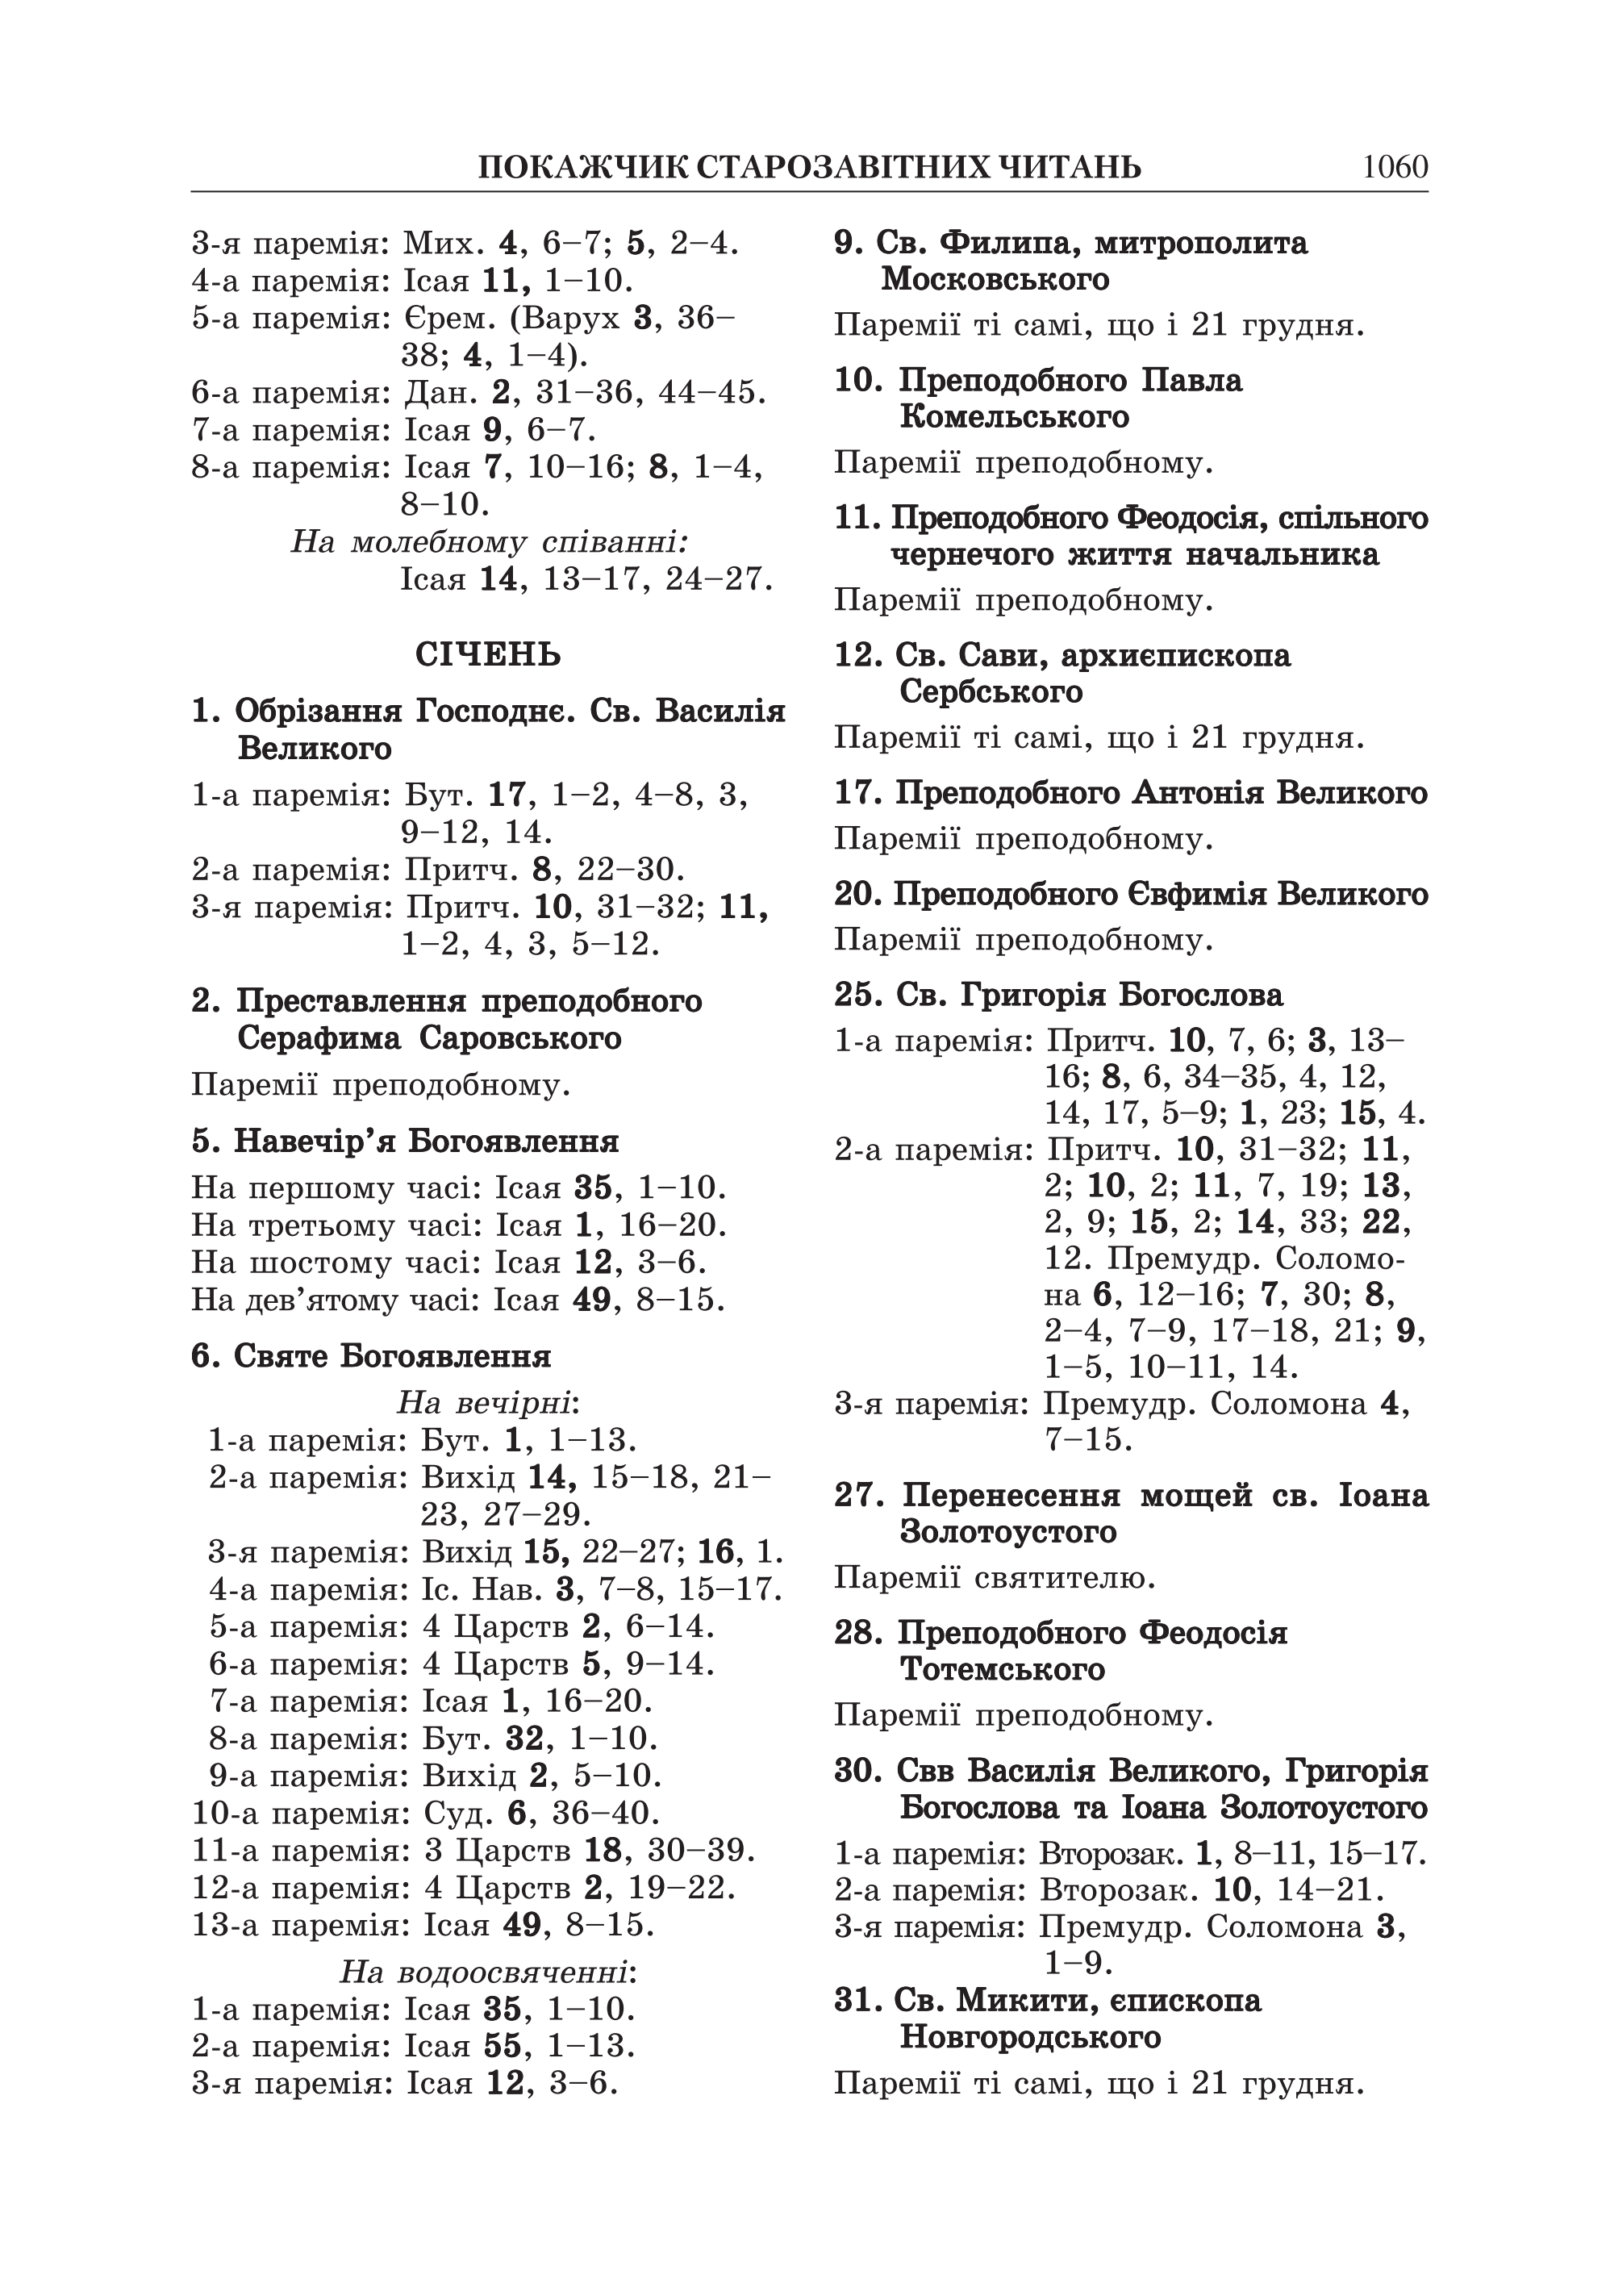 ПОКАЖЧИК СТАРОЗАВІТНИХ ЧИТАНЬ 1060
3-я паремія: Мих. 4, 6–7; 5, 2–4.
4-а паремія: Ісая 11, 1–10.
5-а паремія: Єрем. (Варух 3, 36–
38; 4, 1–4).
6-а паремія: Дан. 2, 31–36, 44–45.
7-а паремія: Ісая 9, 6–7.
8-а паремія: Ісая 7, 10–16; 8, 1–4,
8–10.
На молебному співанні:
Ісая 14, 13–17, 24–27.
СІЧЕНЬ
1. Обрізання Господнє. Св. Василія
Великого
1-а паремія: Бут. 17, 1–2, 4–8, 3,
9–12, 14.
2-а паремія: Притч. 8, 22–30.
3-я паремія: Притч. 10, 31–32; 11,
1–2, 4, 3, 5–12.
2. Преставлення преподобного
Серафима Саровського
Паремії преподобному.
5. Навечір’я Богоявлення
На першому часі: Ісая 35, 1–10.
На третьому часі: Ісая 1, 16–20.
На шостому часі: Ісая 12, 3–6.
На дев’ятому часі: Ісая 49, 8–15.
6. Святе Богоявлення
На вечірні:
1-а паремія: Бут. 1, 1–13.
2-а паремія: Вихід 14, 15–18, 21–
23, 27–29.
3-я паремія: Вихід 15, 22–27; 16, 1.
4-а паремія: Іс. Нав. 3, 7–8, 15–17.
5-а паремія: 4 Царств 2, 6–14.
6-а паремія: 4 Царств 5, 9–14.
7-а паремія: Ісая 1, 16–20.
8-а паремія: Бут. 32, 1–10.
9-а паремія: Вихід 2, 5–10.
10-а паремія: Суд. 6, 36–40.
11-а паремія: 3 Царств 18, 30–39.
12-а паремія: 4 Царств 2, 19–22.
13-а паремія: Ісая 49, 8–15.
На водоосвяченні:
1-а паремія: Ісая 35, 1–10.
2-а паремія: Ісая 55, 1–13.
3-я паремія: Ісая 12, 3–6.
9. Св. Филипа, митрополита
Московського
Паремії ті самі, що і 21 грудня.
10. Преподобного Павла
Комельського
Паремії преподобному.
11. Преподобного Феодосія, спільного
чернечого життя начальника
Паремії преподобному.
12. Св. Сави, архиєпископа
Сербського
Паремії ті самі, що і 21 грудня.
17. Преподобного Антонія Великого
Паремії преподобному.
20. Преподобного Євфимія Великого
Паремії преподобному.
25. Св. Григорія Богослова
1-а паремія: Притч. 10, 7, 6; 3, 13–
16; 8, 6, 34–35, 4, 12,
14, 17, 5–9; 1, 23; 15, 4.
2-а паремія: Притч. 10, 31–32; 11,
2; 10, 2; 11, 7, 19; 13,
2, 9; 15, 2; 14, 33; 22,
12. Премудр. Соломо-
на 6, 12–16; 7, 30; 8,
2–4, 7–9, 17–18, 21; 9,
1–5, 10–11, 14.
3-я паремія: Премудр. Соломона 4,
7–15.
27. Перенесення мощей св. Іоана
Золотоустого
Паремії святителю.
28. Преподобного Феодосія
Тотемського
Паремії преподобному.
30. Свв Василія Великого, Григорія
Богослова та Іоана Золотоустого
1-а паремія: Второзак. 1, 8–11, 15–17.
2-а паремія: Второзак. 10, 14–21.
3-я паремія: Премудр. Соломона 3,
1–9.
31. Св. Микити, єпископа
Новгородського
Паремії ті самі, що і 21 грудня.